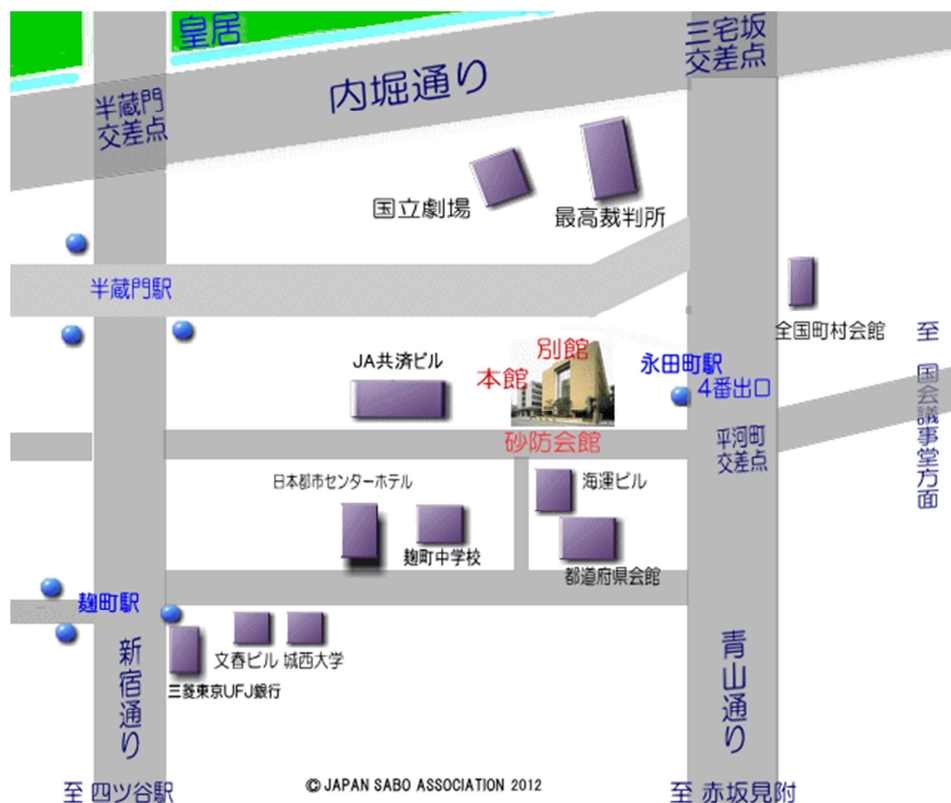 皇居
三宅坂
交差点
内堀通り
半蔵門
交差点
国立劇場
最高裁判所
半蔵門駅
全国町村会館
至 国会議事堂方面
別館
本館
JA共済ビル
永田町駅
4番出口
砂防会館
平河町
交差点
日本都市センターホテル
海運ビル
麹町中学校
都道府県会館
麹町駅
新宿通り
文春ビル
城西大学
三菱東京UFJ銀行
青山通り
至 四ツ谷駅
© JAPAN SABO ASSOCIATION 2012
至 赤坂見附